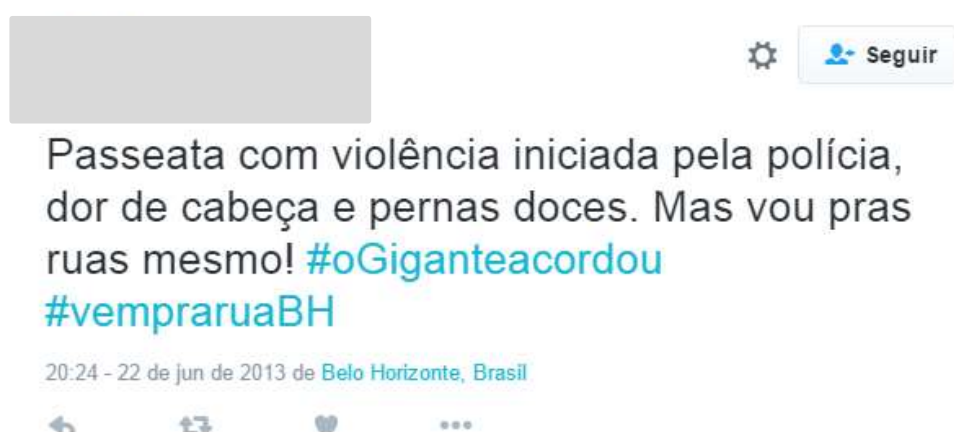 Seguir
Passeata com violência iniciada pela polícia,
dor de cabeça e pernas doces. Mas vou pras
ruas mesmo! #oGiganteacordou
#vempraruaBH
20:24 - 22 de jun de 2013 de Belo Horizonte, Brasil